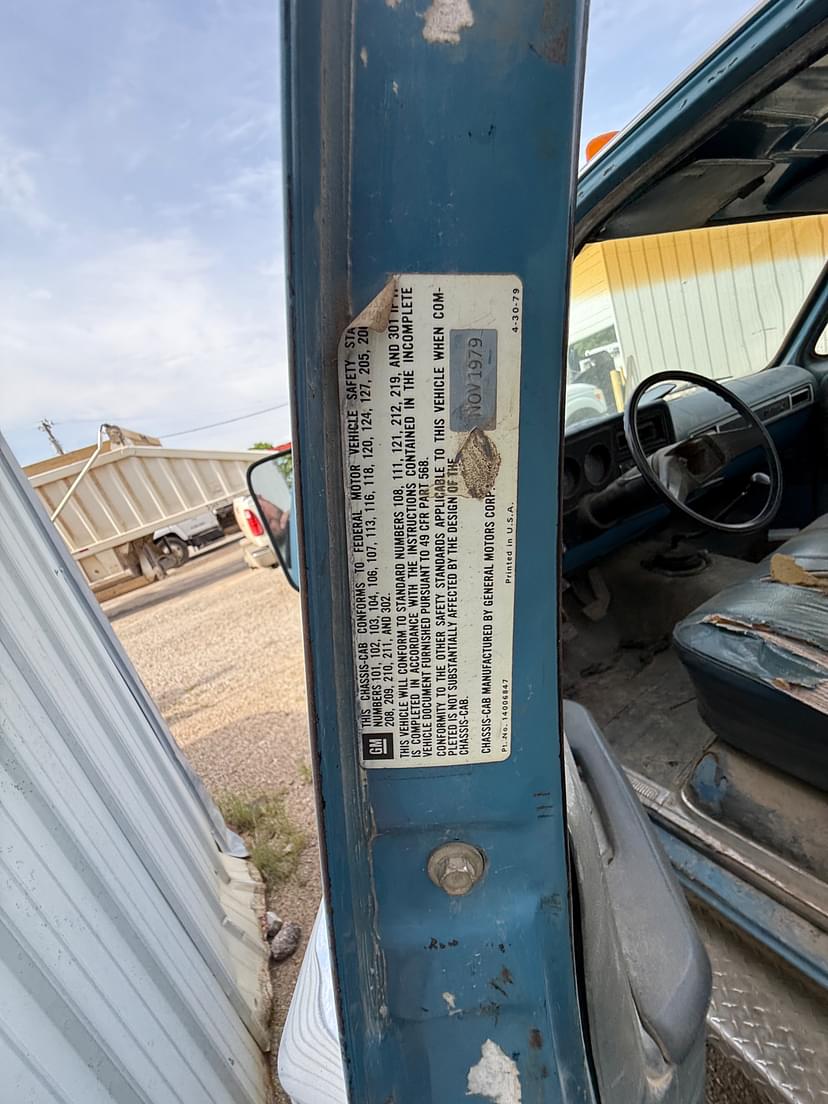 GM
THIS CHASSIS-CAB CONFORMS TO FEDERAL MOTOR VEHICLE SAFETY STA
NUMBERS 101, 102, 103, 104, 106, 107, 113, 116, 118, 120, 124, 127, 205, 20
208, 209, 210, 211, AND 302.
THIS VEHICLE WILL CONFORM TO STANDARD NUMBERS 108, 111, 121, 212, 219, AND 301 IF IT
IS COMPLETED IN ACCORDANCE WITH THE INSTRUCTIONS CONTAINED IN THE INCOMPLETE
VEHICLE DOCUMENT FURNISHED PURSUANT TO 49 CFR PART 568.
CONFORMITY TO THE OTHER SAFETY STANDARDS APPLICABLE TO THIS VEHICLE WHEN COM-
PLETED IS NOT SUBSTANTIALLY AFFECTED BY THE DESIGN OF THE
CHASSIS-CAB.
NOV 1979
CHASSIS-CAB MANUFACTURED BY GENERAL MOTORS CORP
Pt. No. 14006847 Printed in U.S.A. 4-30-79